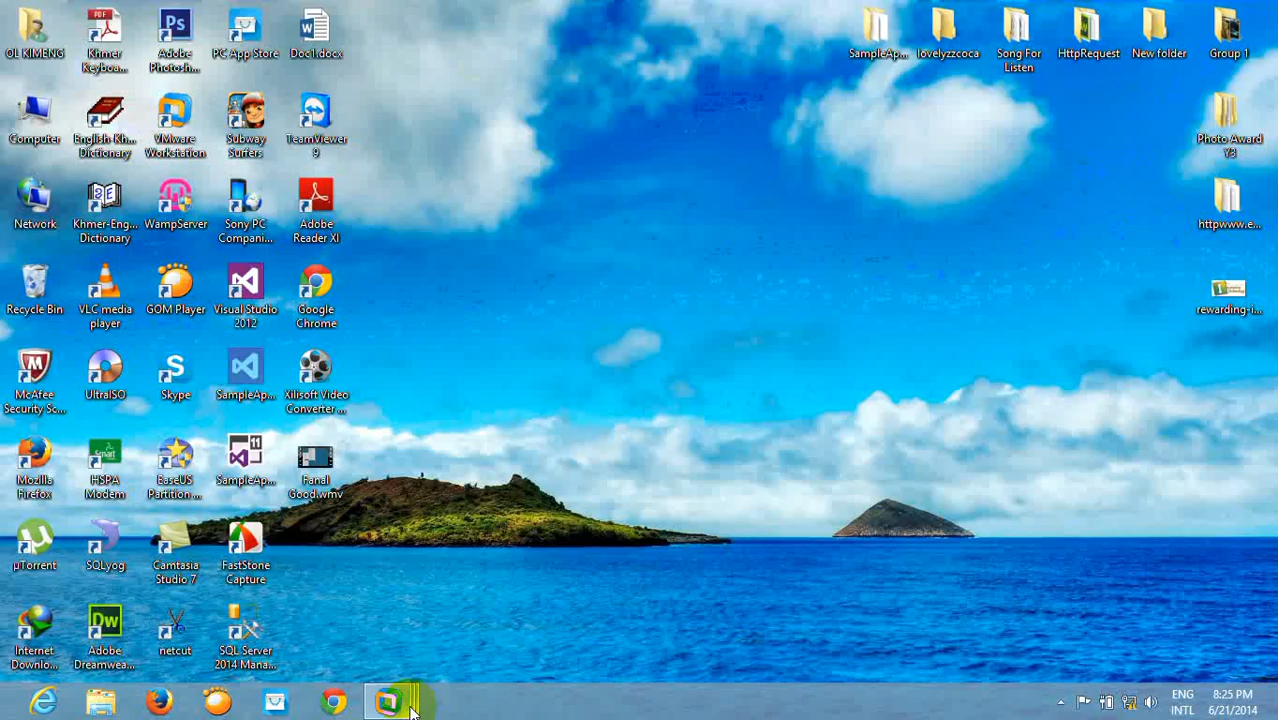 OL KIMENG
Khmer
Keyboa...
Adobe
Photosh...
PC App Store
Doc1.docx
SampleAp...
lovelyzzcoca
Song For
Listen
HttpRequest
New folder
Group 1
Computer
English-Kh...
Dictionary
VMware
Workstation
Subway
Surfers
TeamViewer
9
Photo Award
Y3
Network
Khmer-Eng...
Dictionary
WampServer
Sony PC
Compani...
Adobe
Reader XI
httpwww.e...
Recycle Bin
VLC media
player
GOM Player
Visual Studio
2012
Google
Chrome
rewarding-i...
McAfee
Security Sc...
UltraISO
Skype
SampleAp...
Xilisoft Video
Converter ...
Mozilla
Firefox
HSPA
Modem
EaseUS
Partition ...
SampleAp...
Fanal
Good.wmv
µTorrent
SQLyog
Camtasia
Studio 7
FastStone
Capture
Internet
Downlo...
Adobe
Dreamwea...
netcut
SQL Server
2014 Mana...
ENG
INTL
8:25 PM
6/21/2014